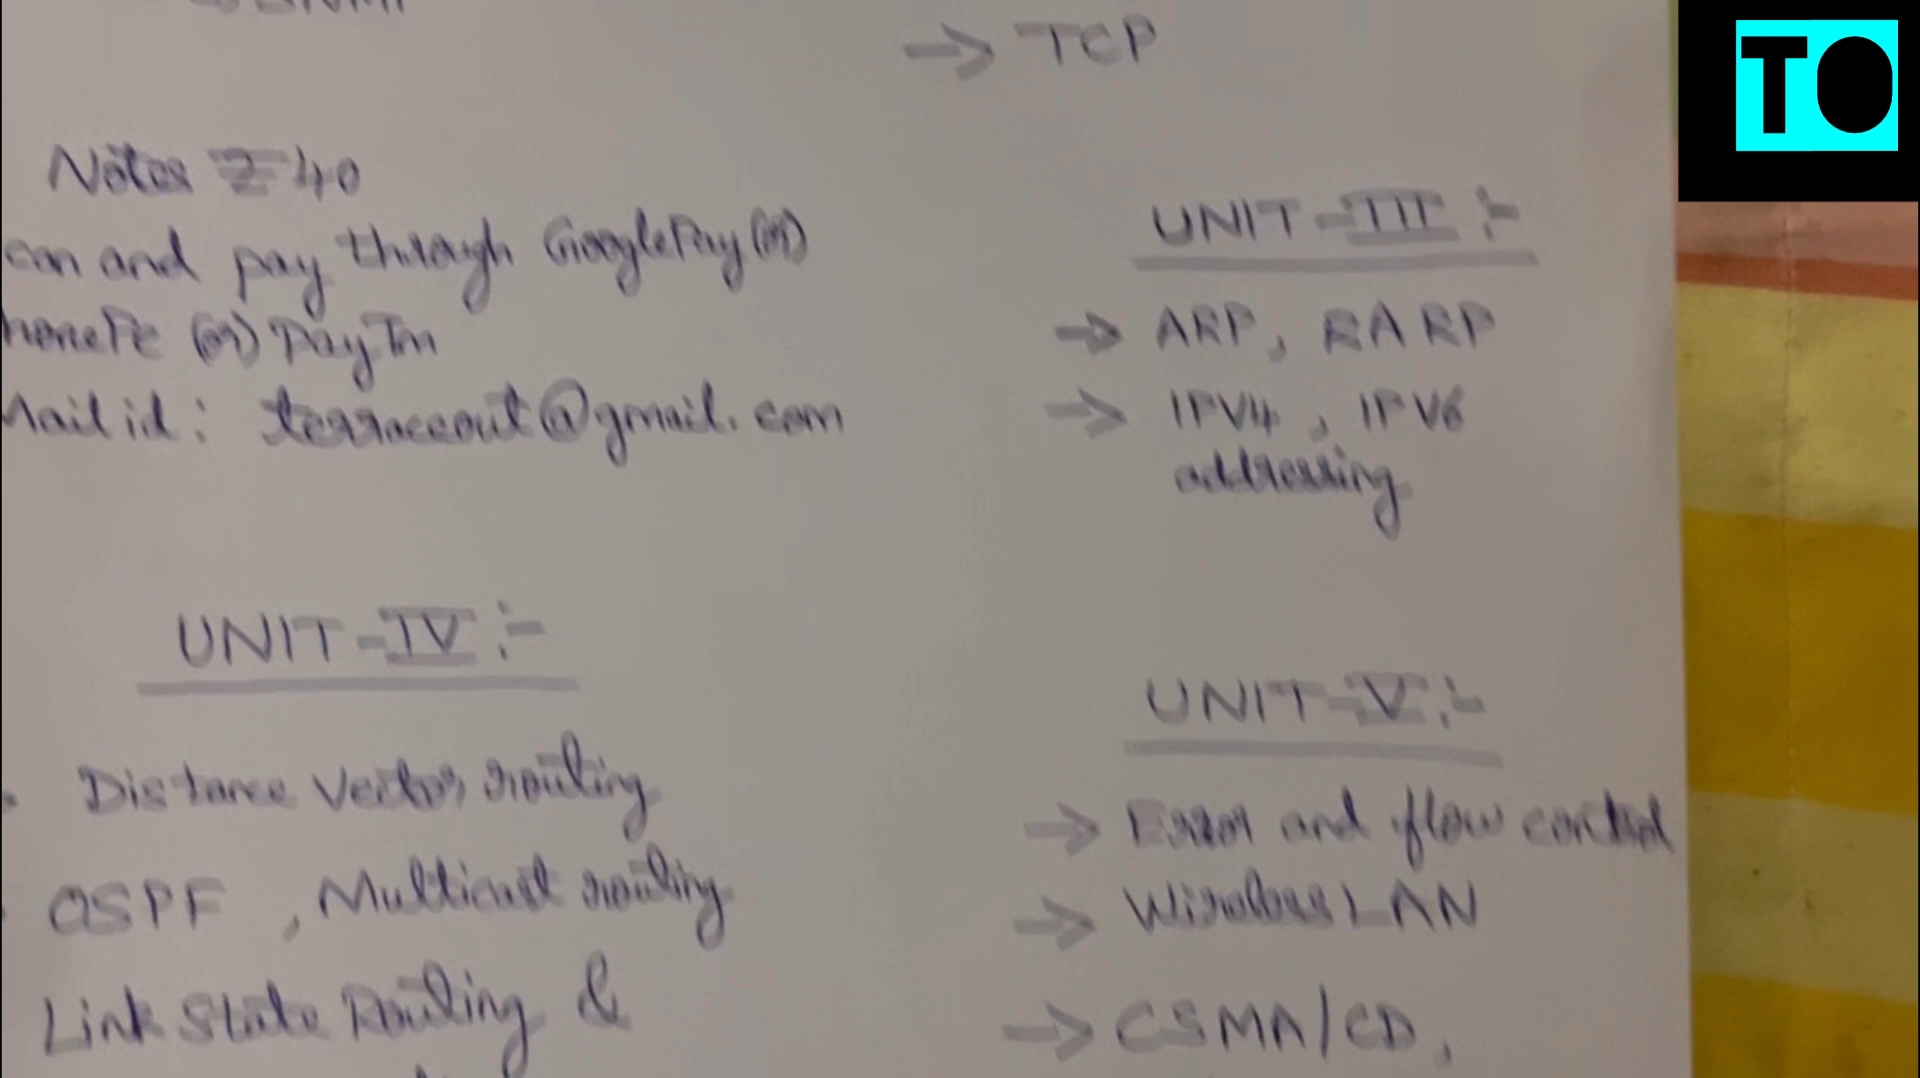 → SNMP
→ TCP
TO
Notes ₹ 40
can and pay through GooglePay (or)
honePe (or) PayTm
Mail id : terraceout@gmail.com
UNIT-III :-
→ ARP, RARP
→ IPV4, IPV6
addressing
UNIT-IV :-
Distance Vector routing
OSPF, Multicast routing
Link State Routing &
UNIT-V :-
→ Error and flow control
→ Wireless LAN
→ CSMA/CD,